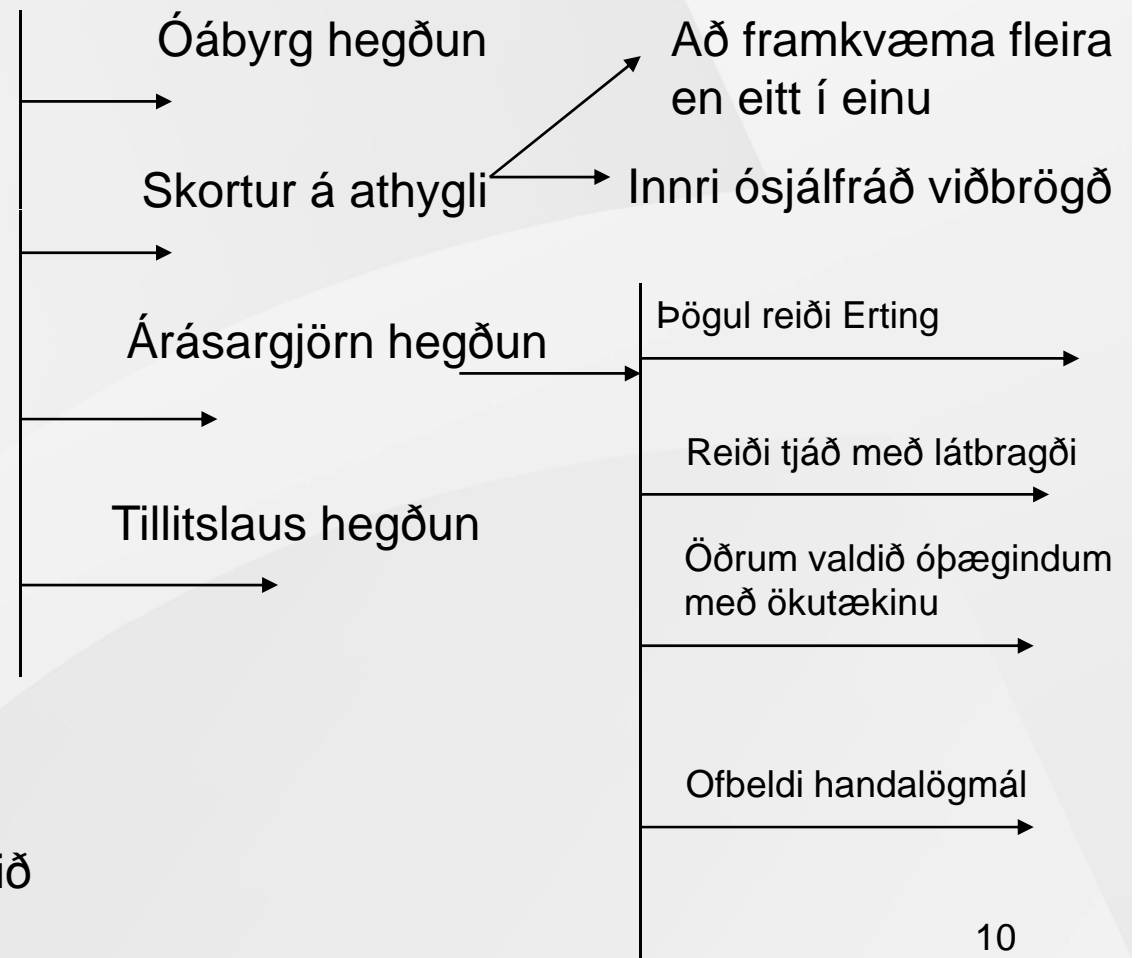 Óábyrg hegðun
Að framkvæma fleira
en eitt í einu
Skortur á athygli
Innri ósjálfráð viðbrögð
Árásargjörn hegðun
Þögul reiði Erting
Reiði tjáð með látbragði
Tillitslaus hegðun
Öðrum valdið óþægindum
með ökutækinu
Ofbeldi handalögmál
ið
10